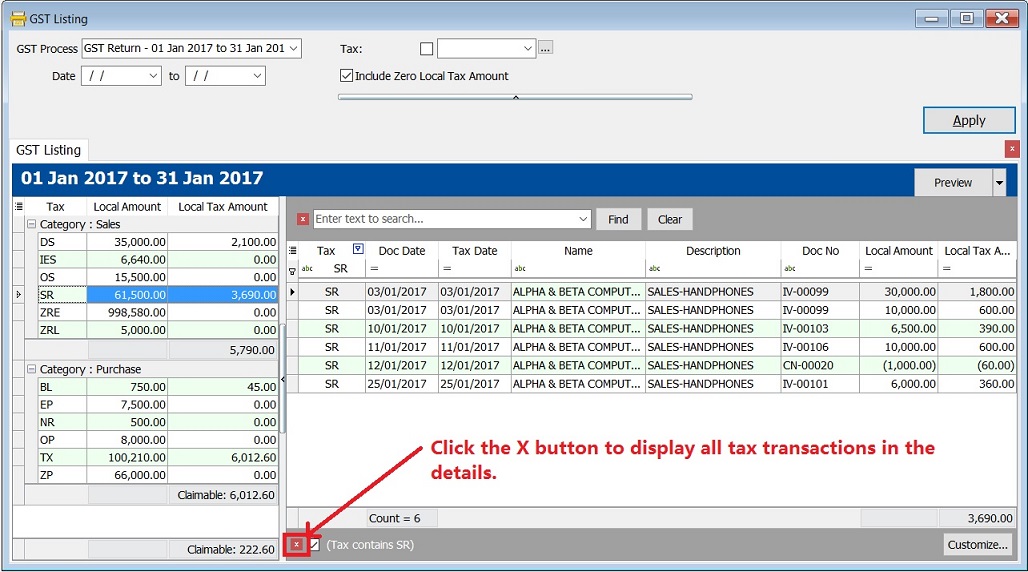 GST Listing
GST Process GST Return - 01 Jan 2017 to 31 Jan 201 Tax: ...
Date / / to / / Include Zero Local Tax Amount
Apply
GST Listing x
01 Jan 2017 to 31 Jan 2017 Preview
Tax Local Amount Local Tax Amount
Category : Sales
DS 35,000.00 2,100.00
IES 6,640.00 0.00
OS 15,500.00 0.00
SR 61,500.00 3,690.00
ZRE 998,580.00 0.00
ZRL 5,000.00 0.00
5,790.00
Category : Purchase
BL 750.00 45.00
EP 7,500.00 0.00
NR 500.00 0.00
OP 8,000.00 0.00
TX 100,210.00 6,012.60
ZP 66,000.00 0.00
Claimable: 6,012.60
Claimable: 222.60
x Enter text to search... Find Clear
Tax Doc Date Tax Date Name Description Doc No Local Amount Local Tax A...
abc SR = = abc abc abc = =
SR 03/01/2017 03/01/2017 ALPHA & BETA COMPUT... SALES-HANDPHONES IV-00099 30,000.00 1,800.00
SR 03/01/2017 03/01/2017 ALPHA & BETA COMPUT... SALES-HANDPHONES IV-00099 10,000.00 600.00
SR 10/01/2017 10/01/2017 ALPHA & BETA COMPUT... SALES-HANDPHONES IV-00103 6,500.00 390.00
SR 11/01/2017 11/01/2017 ALPHA & BETA COMPUT... SALES-HANDPHONES IV-00106 10,000.00 600.00
SR 12/01/2017 12/01/2017 ALPHA & BETA COMPUT... SALES-HANDPHONES CN-00020 (1,000.00) (60.00)
SR 25/01/2017 25/01/2017 ALPHA & BETA COMPUT... SALES-HANDPHONES IV-00101 6,000.00 360.00
Click the X button to display all tax transactions in the
details.
Count = 6 3,690.00
x (Tax contains SR) Customize...